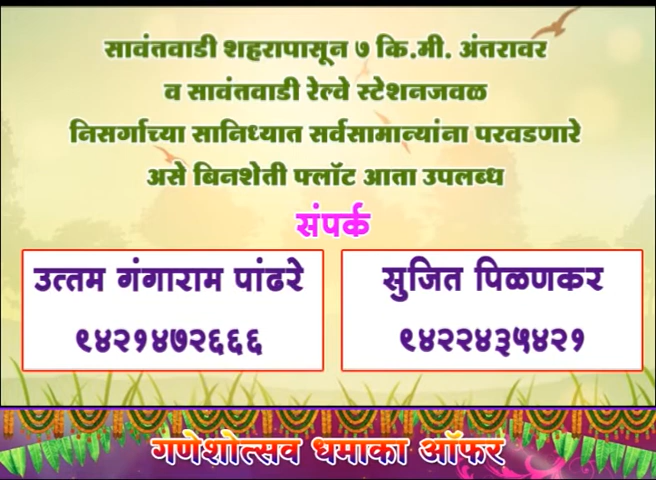 सावंतवाडी शहरापासून ७ कि.मी. अंतरावर
व सावंतवाडी रेल्वे स्टेशनजवळ
निसर्गाच्या सानिध्यात सर्वसामान्यांना परवडणारे
असे बिनशेती फ्लॉट आता उपलब्ध
संपर्क
उत्तम गंगाराम पांढरे
९४२१४७२६६६
सुजित पिळणकर
९४२२४३५४२१
गणेशोत्सव धमाका ऑफर